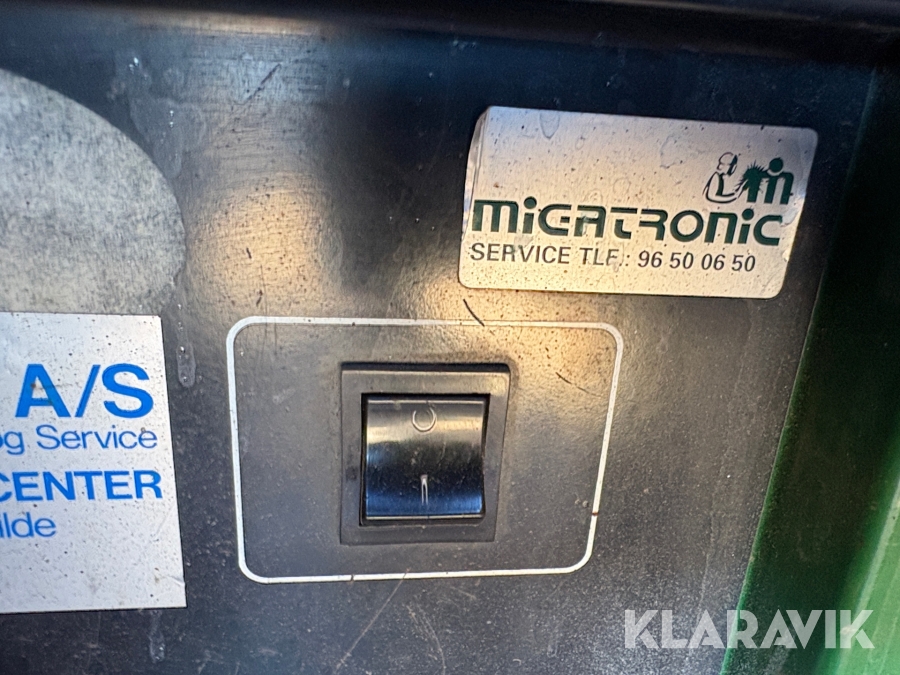 MIGATRONIC
SERVICE TLF.: 96 50 06 50
A/S
og Service
CENTER
lde
KLARAVIK